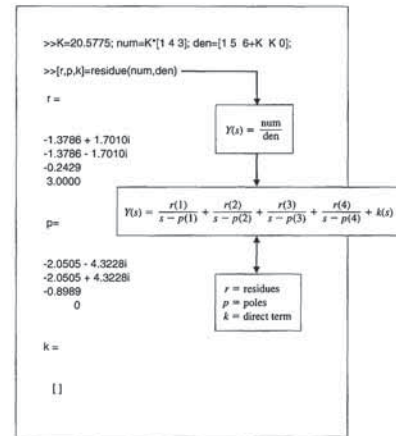 >>K=20.5775; num=K*[1 4 3]; den=[1 5 6+K K 0];
>>[r,p,k]=residue(num,den)
r =
-1.3786 + 1.7010i
-1.3786 - 1.7010i
-0.2429
3.0000
Y(s) = num/den
Y(s) = r(1)/(s − p(1)) + r(2)/(s − p(2)) + r(3)/(s − p(3)) + r(4)/(s − p(4)) + k(s)
p=
-2.0505 - 4.3228i
-2.0505 + 4.3228i
-0.8989
0
r = residues
p = poles
k = direct term
k =
[ ]